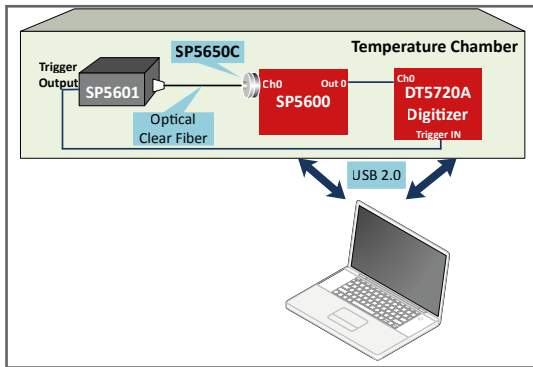 SP5650C
Temperature Chamber
Trigger
Output
SP5601
Ch0
Out 0
SP5600
Ch0
DT5720A
Digitizer
Trigger IN
Optical
Clear Fiber
USB 2.0